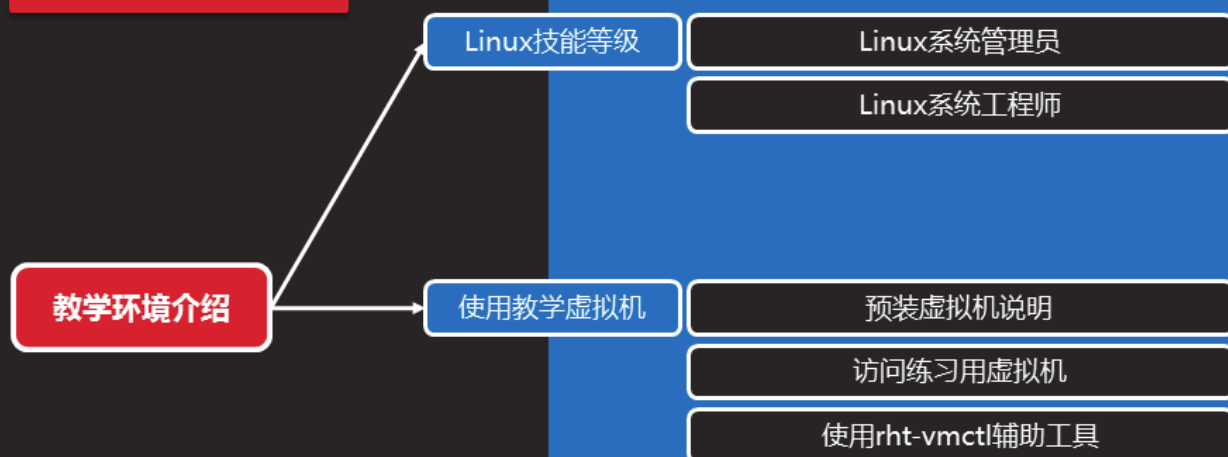 Linux技能等级
Linux系统管理员
Linux系统工程师
教学环境介绍
使用教学虚拟机
预装虚拟机说明
访问练习用虚拟机
使用rht-vmctl辅助工具